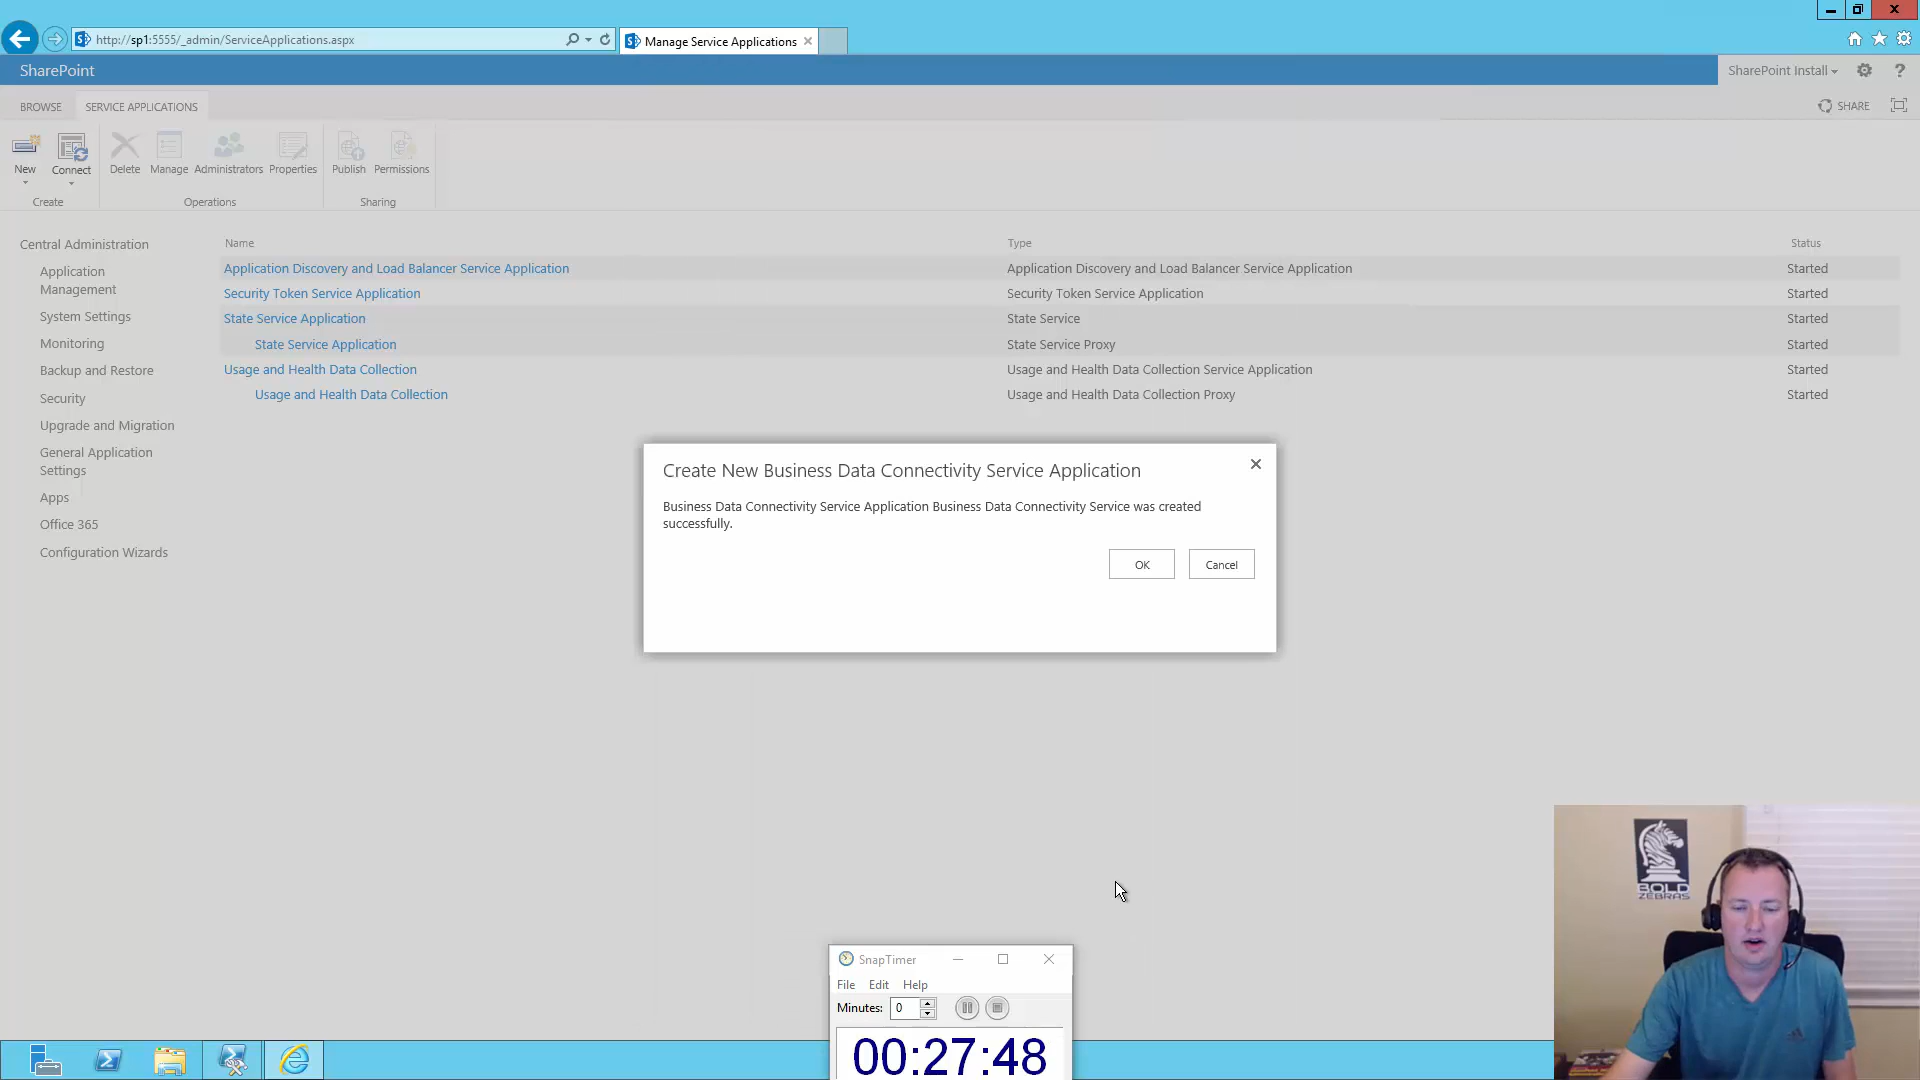 http://sp1:5555/_admin/ServiceApplications.aspx
Manage Service Applications
SharePoint
SharePoint Install
?
BROWSE
SERVICE APPLICATIONS
SHARE
New
Connect
Delete
Manage
Administrators
Properties
Publish
Permissions
Create
Operations
Sharing
Central Administration
Application
Management
System Settings
Monitoring
Backup and Restore
Security
Upgrade and Migration
General Application
Settings
Apps
Office 365
Configuration Wizards
Name Type Status
Application Discovery and Load Balancer Service Application Application Discovery and Load Balancer Service Application Started
Security Token Service Application Security Token Service Application Started
State Service Application State Service Started
State Service Application State Service Proxy Started
Usage and Health Data Collection Usage and Health Data Collection Service Application Started
Usage and Health Data Collection Usage and Health Data Collection Proxy Started
Create New Business Data Connectivity Service Application
Business Data Connectivity Service Application Business Data Connectivity Service was created
successfully.
OK
Cancel
BOLD
ZEBRAS
SnapTimer
File Edit Help
Minutes: 0
00:27:48